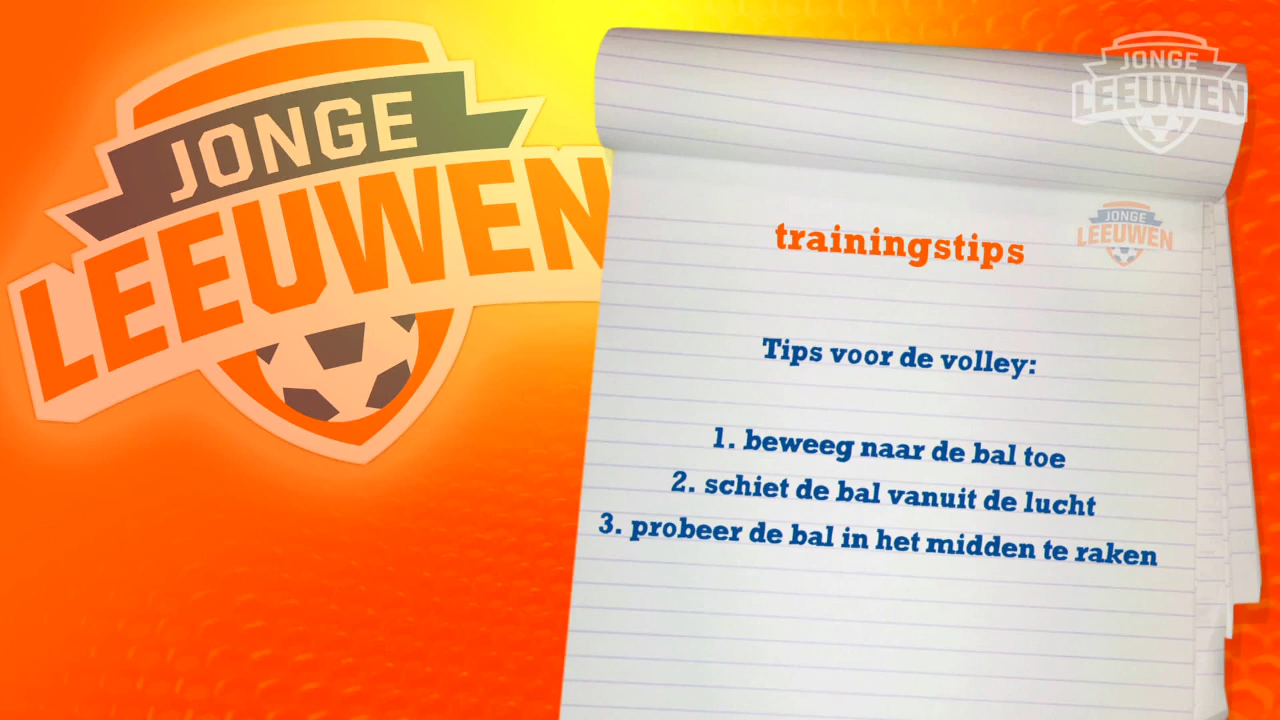 JONGE
LEEUWEN
JONGE
LEEUWEN
JONGE
LEEUWEN
trainingstips
Tips voor de volley:
1. beweeg naar de bal toe
2. schiet de bal vanuit de lucht
3. probeer de bal in het midden te raken